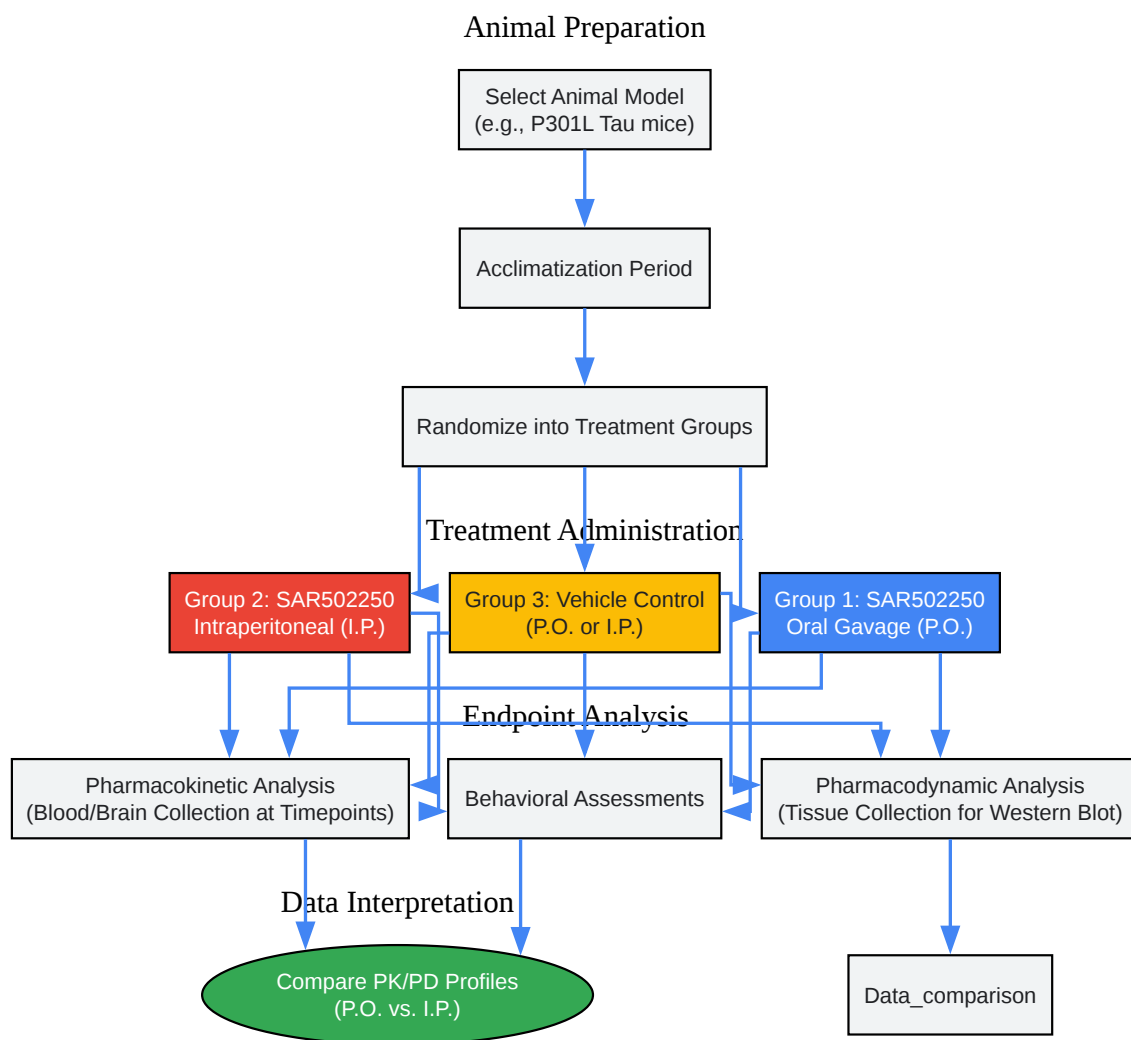 Animal Preparation
Select Animal Model
(e.g., P301L Tau mice)
Acclimatization Period
Randomize into Treatment Groups
Treatment Administration
Group 2: SAR502250
Intraperitoneal (I.P.)
Group 3: Vehicle Control
(P.O. or I.P.)
Group 1: SAR502250
Oral Gavage (P.O.)
Endpoint Analysis
Pharmacokinetic Analysis
(Blood/Brain Collection at Timepoints)
Behavioral Assessments
Pharmacodynamic Analysis
(Tissue Collection for Western Blot)
Data Interpretation
Compare PK/PD Profiles
(P.O. vs. I.P.)
Data_comparison